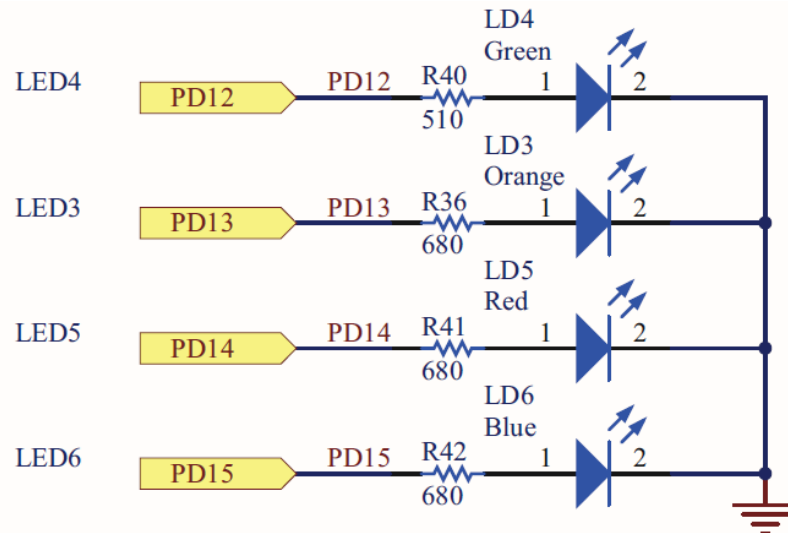 LD4
Green
LED4
PD12
PD12
R40
510
1
2
LD3
Orange
LED3
PD13
PD13
R36
680
1
2
LD5
Red
LED5
PD14
PD14
R41
680
1
2
LD6
Blue
LED6
PD15
PD15
R42
680
1
2